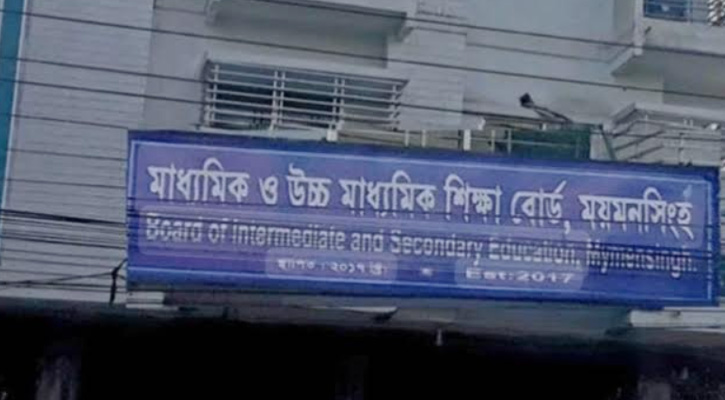 মাধ্যমিক ও উচ্চ মাধ্যমিক শিক্ষা বোর্ড, ময়মনসিংহ
Board of Intermediate and Secondary Education, Mymensingh.
স্থাপিত : ২০১৭ খ্রি: * Est: 2017